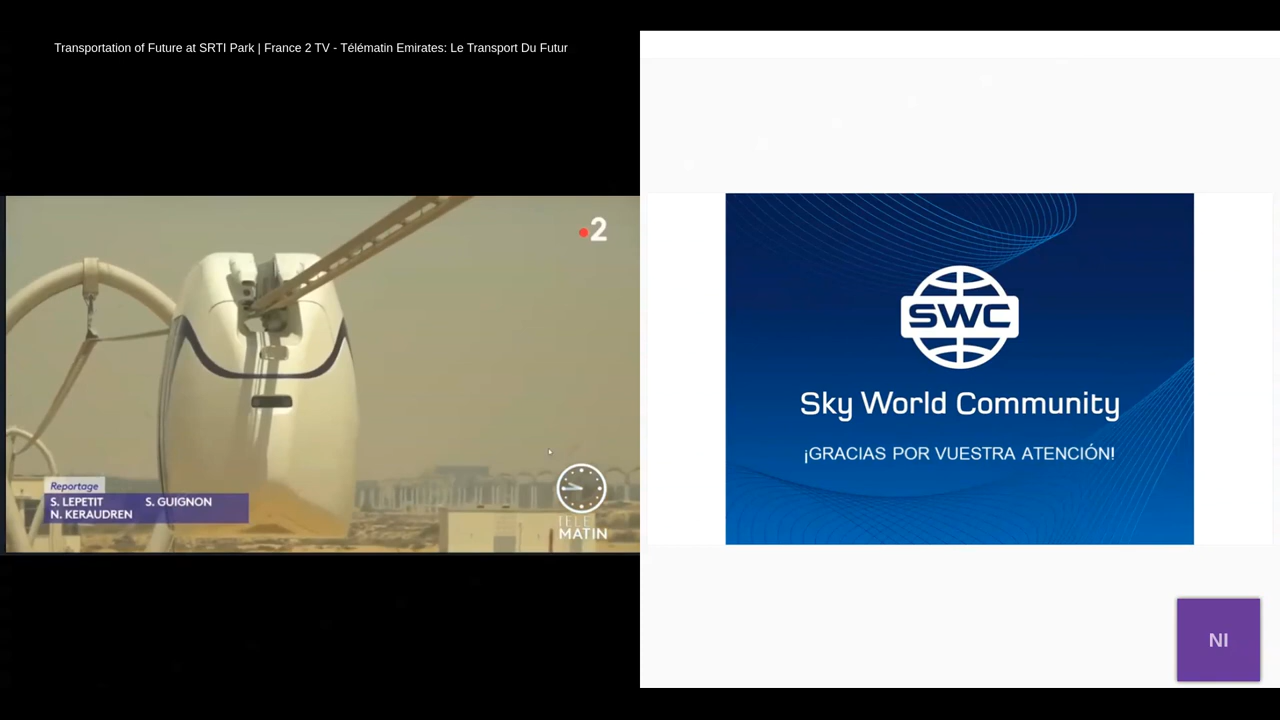 Transportation of Future at SRTI Park | France 2 TV - Télématin Emirates: Le Transport Du Futur
2
Reportage
S. LEPETIT S. GUIGNON
N. KERAUDREN
TÉLÉ
MATIN
SWC
Sky World Community
¡GRACIAS POR VUESTRA ATENCIÓN!
NI